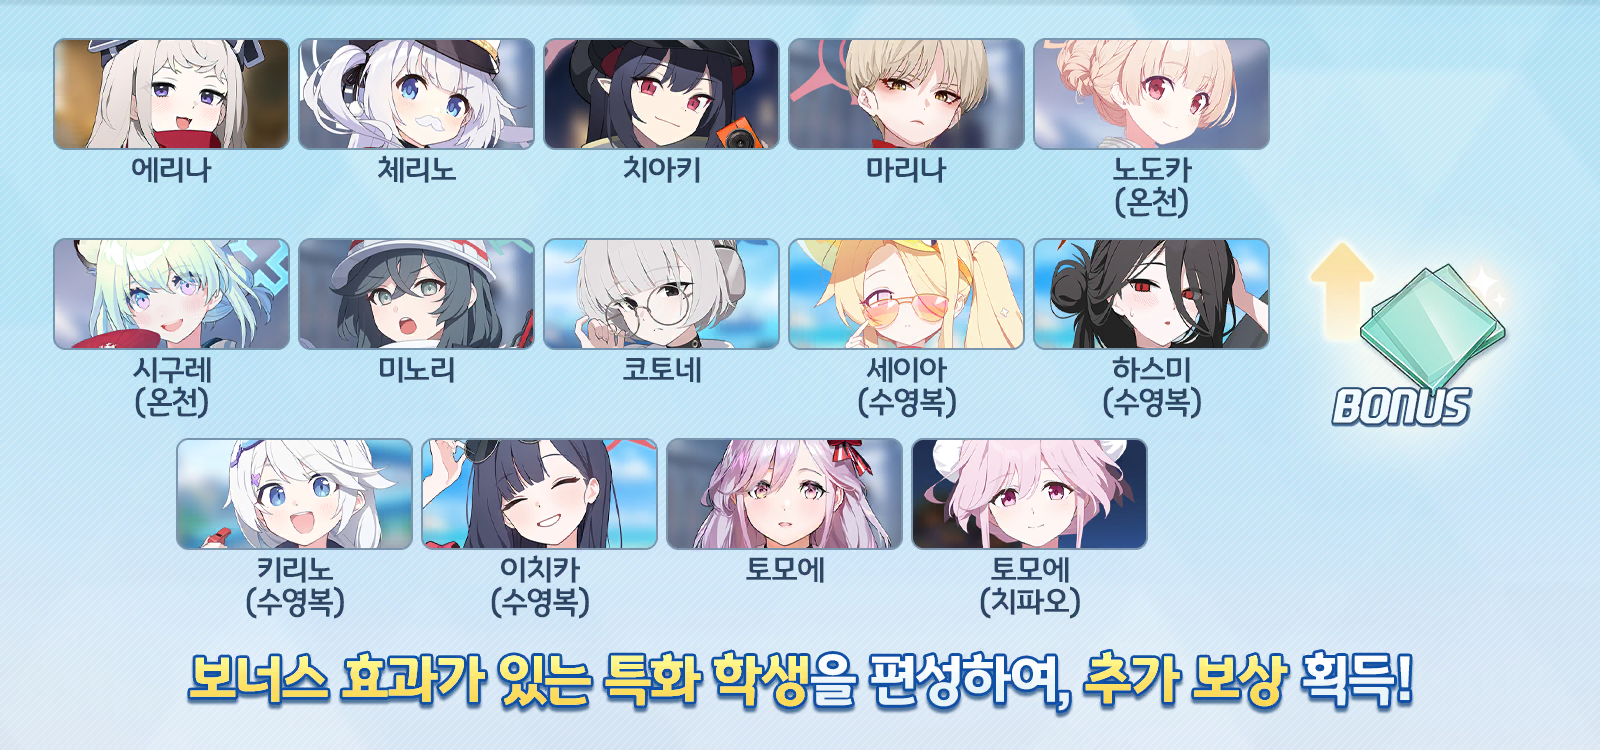 에리나 체리노 치아키 마리나 노도카
(온천)
시구레 미노리 코토네 세이아 하스미
(온천) (수영복) (수영복)
BONUS
키리노 이치카 토모에 토모에
(수영복) (수영복) (치파오)
보너스 효과가 있는 특화 학생을 편성하여, 추가 보상 획득!